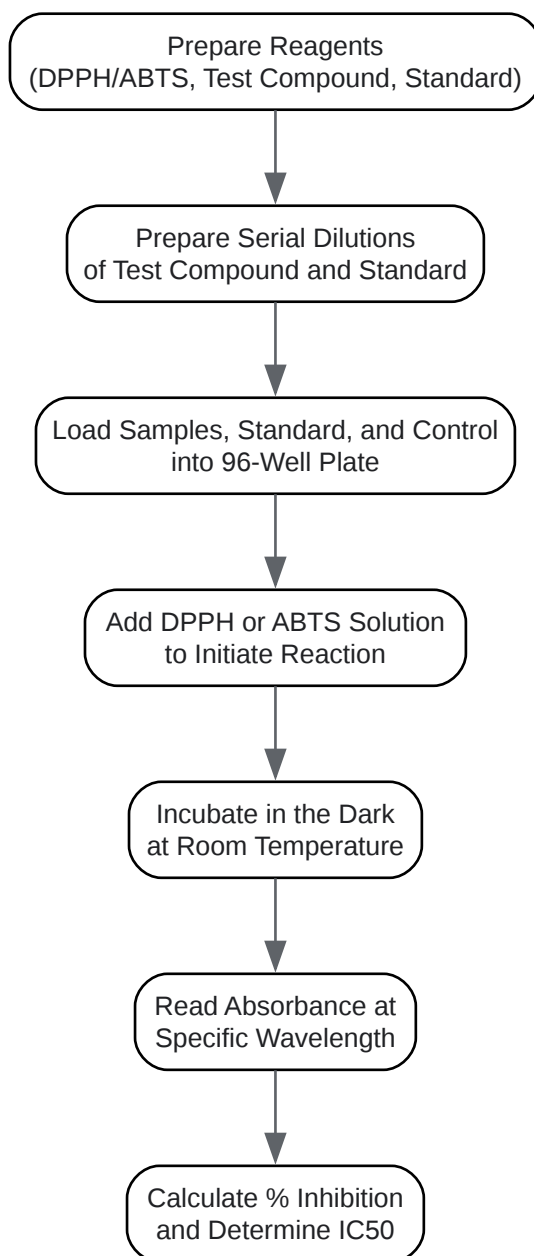 Prepare Reagents
(DPPH/ABTS, Test Compound, Standard)
Prepare Serial Dilutions
of Test Compound and Standard
Load Samples, Standard, and Control
into 96-Well Plate
Add DPPH or ABTS Solution
to Initiate Reaction
Incubate in the Dark
at Room Temperature
Read Absorbance at
Specific Wavelength
Calculate % Inhibition
and Determine IC50